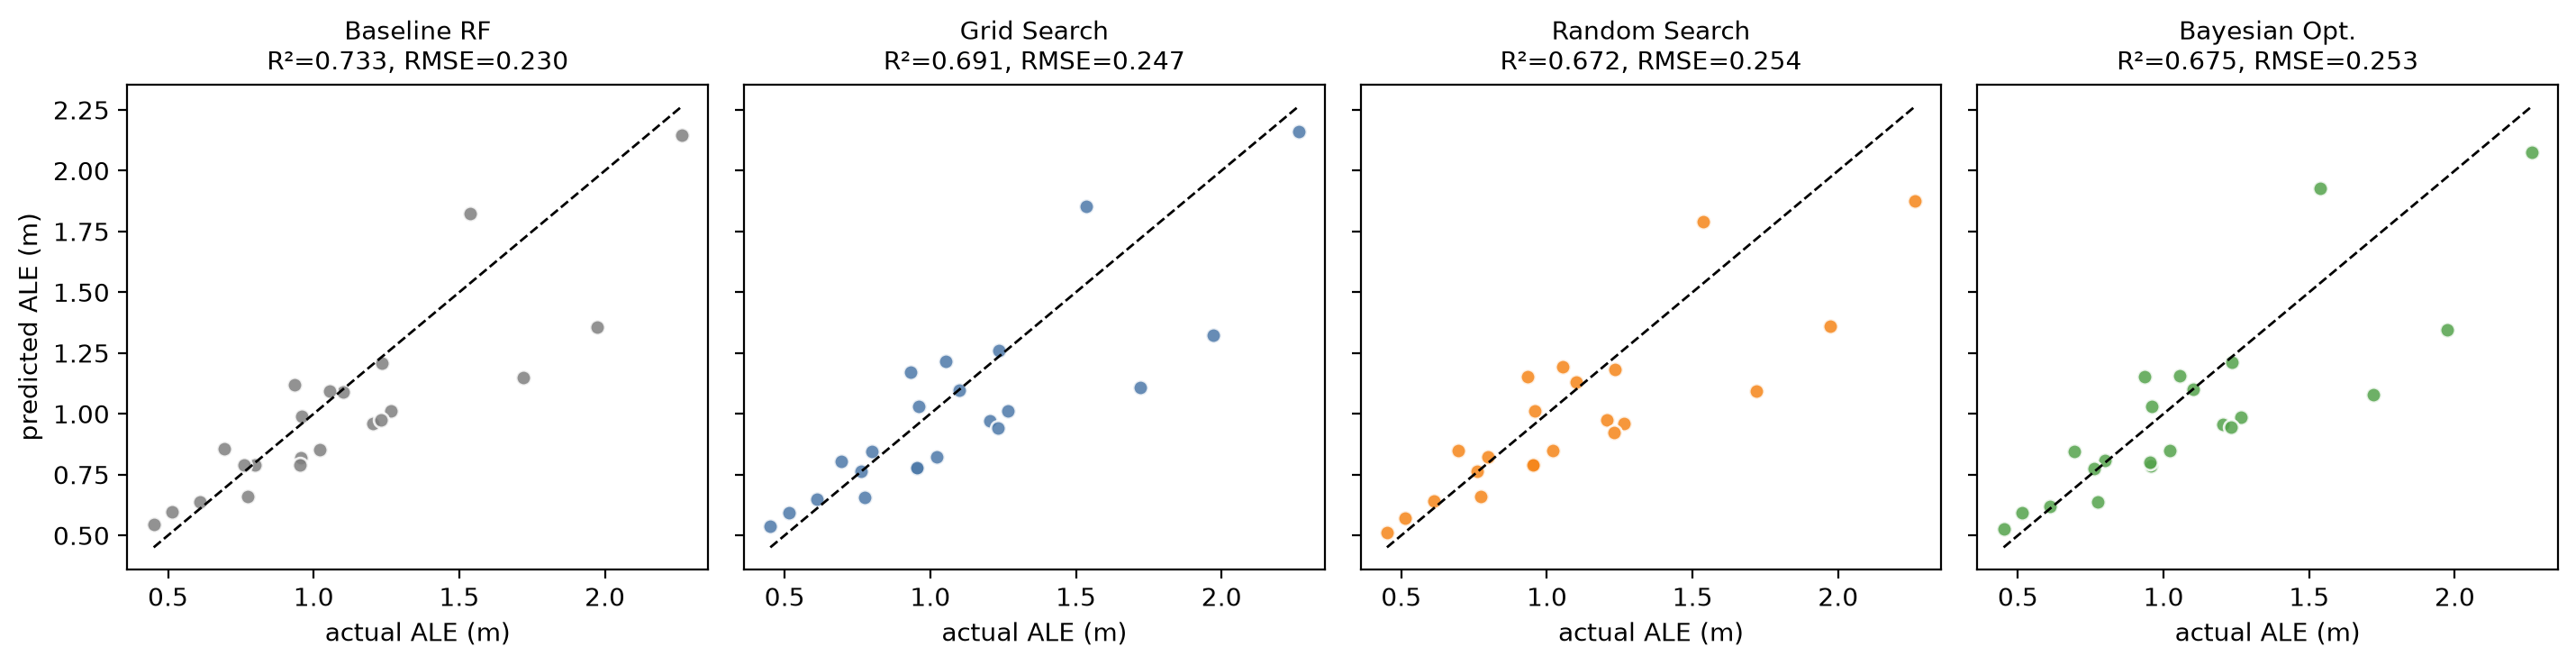 Baseline RF
R²=0.733, RMSE=0.230
Grid Search
R²=0.691, RMSE=0.247
Random Search
R²=0.672, RMSE=0.254
Bayesian Opt.
R²=0.675, RMSE=0.253
predicted ALE (m)
2.25
2.00
1.75
1.50
1.25
1.00
0.75
0.50
0.5 1.0 1.5 2.0
0.5 1.0 1.5 2.0
0.5 1.0 1.5 2.0
0.5 1.0 1.5 2.0
actual ALE (m)
actual ALE (m)
actual ALE (m)
actual ALE (m)